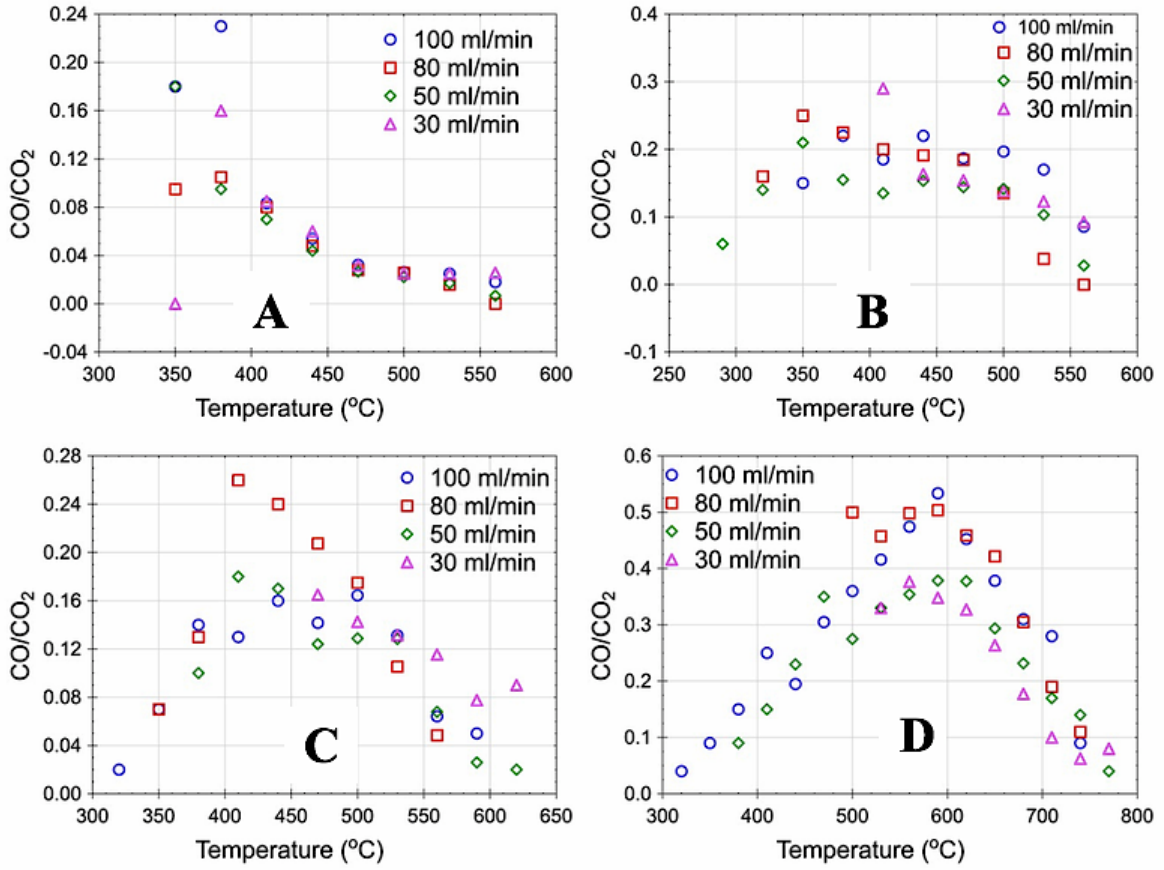 0.24
0.20
0.16
0.12
0.08
0.04
0.00
-0.04
CO/CO₂
100 ml/min
80 ml/min
50 ml/min
30 ml/min
A
300 350 400 450 500 550 600
Temperature (ᵒC)
0.4
0.3
0.2
0.1
0.0
-0.1
CO/CO₂
100 ml/min
80 ml/min
50 ml/min
30 ml/min
B
250 300 350 400 450 500 550 600
Temperature (ᵒC)
0.28
0.24
0.20
0.16
0.12
0.08
0.04
0.00
CO/CO₂
100 ml/min
80 ml/min
50 ml/min
30 ml/min
C
300 350 400 450 500 550 600 650
Temperature (ᵒC)
0.6
0.5
0.4
0.3
0.2
0.1
0.0
CO/CO₂
100 ml/min
80 ml/min
50 ml/min
30 ml/min
D
300 400 500 600 700 800
Temperature (ᵒC)